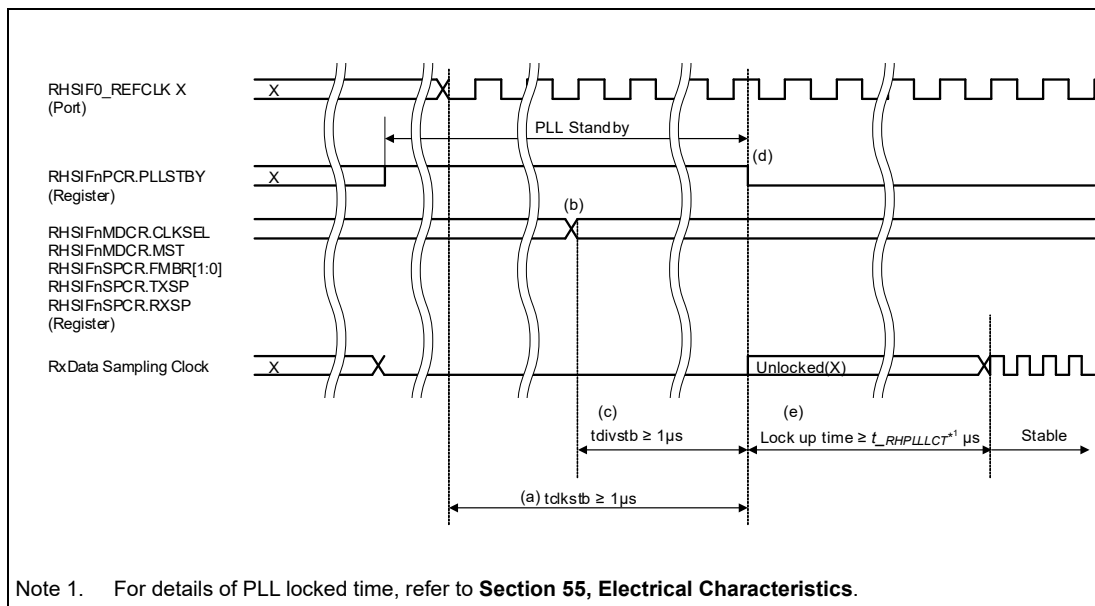 RHSIF0_REFCLK X
(Port)
X
PLL Standby
(d)
RHSIFnPCR.PLLSTBY
(Register)
X
(b)
RHSIFnMDCR.CLKSEL
RHSIFnMDCR.MST
RHSIFnSPCR.FMBR[1:0]
RHSIFnSPCR.TXSP
RHSIFnSPCR.RXSP
(Register)
RxData Sampling Clock
X
Unlocked(X)
(c)
tdivstb ≥ 1µs
(e)
Lock up time ≥ t_RHPLLLCT*1 µs
Stable
(a) tclkstb ≥ 1µs
Note 1. For details of PLL locked time, refer to Section 55, Electrical Characteristics.